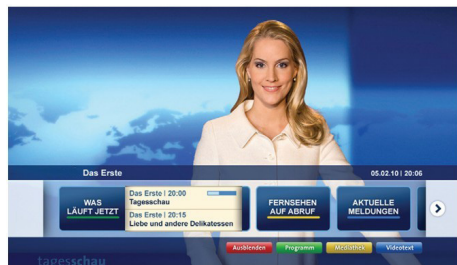 Das Erste
05.02.10 | 20:06
WAS
LÄUFT JETZT
Das Erste | 20:00
Tagesschau
Das Erste | 20:15
Liebe und andere Delikatessen
FERNSEHEN
AUF ABRUF
AKTUELLE
MELDUNGEN
Ausblenden
Programm
Mediathek
Videotext
tagesschau